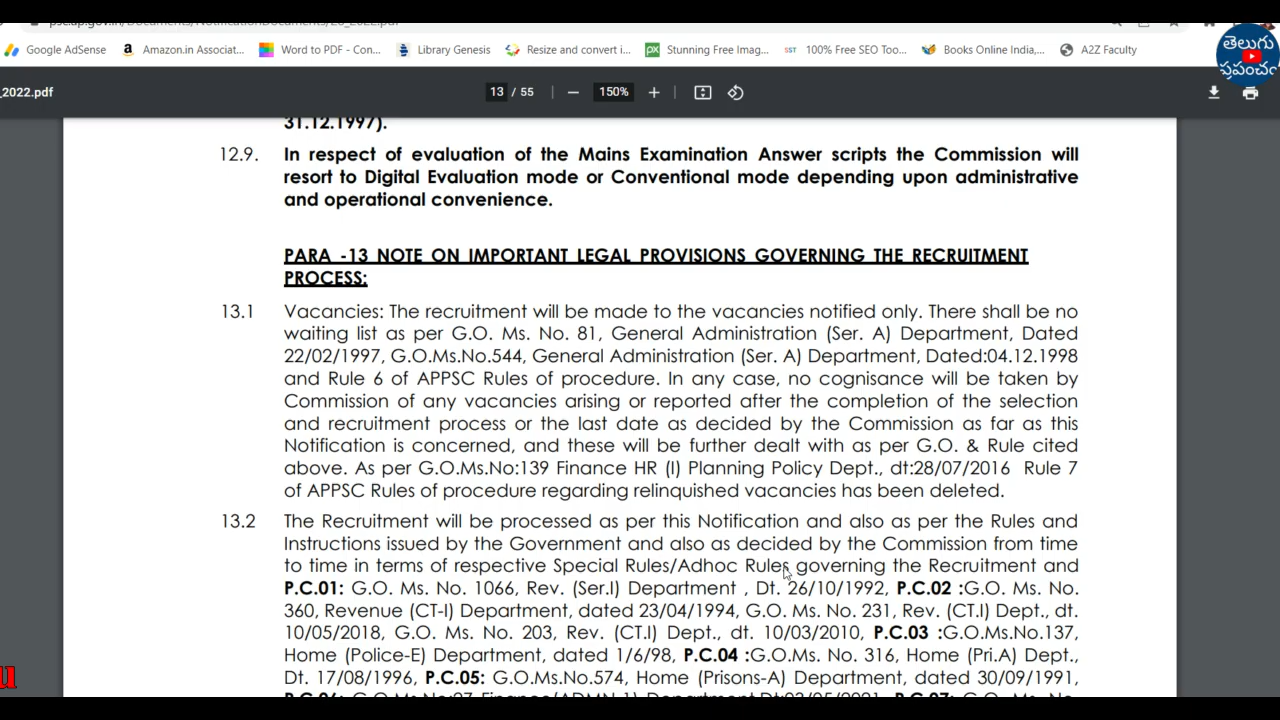 psc.ap.gov.in/Documents/NotificationDocuments/28_2022.pdf
Google AdSense
Amazon.in Associat...
Word to PDF - Con...
Library Genesis
Resize and convert i...
Stunning Free Imag...
100% Free SEO Too...
Books Online India,...
A2Z Faculty
తెలుగు
ప్రపంచం
_2022.pdf
13 / 55
150%
31.12.1997).
12.9. In respect of evaluation of the Mains Examination Answer scripts the Commission will
resort to Digital Evaluation mode or Conventional mode depending upon administrative
and operational convenience.
PARA -13 NOTE ON IMPORTANT LEGAL PROVISIONS GOVERNING THE RECRUITMENT
PROCESS:
13.1 Vacancies: The recruitment will be made to the vacancies notified only. There shall be no
waiting list as per G.O. Ms. No. 81, General Administration (Ser. A) Department, Dated
22/02/1997, G.O.Ms.No.544, General Administration (Ser. A) Department, Dated:04.12.1998
and Rule 6 of APPSC Rules of procedure. In any case, no cognisance will be taken by
Commission of any vacancies arising or reported after the completion of the selection
and recruitment process or the last date as decided by the Commission as far as this
Notification is concerned, and these will be further dealt with as per G.O. & Rule cited
above. As per G.O.Ms.No:139 Finance HR (I) Planning Policy Dept., dt:28/07/2016 Rule 7
of APPSC Rules of procedure regarding relinquished vacancies has been deleted.
13.2 The Recruitment will be processed as per this Notification and also as per the Rules and
Instructions issued by the Government and also as decided by the Commission from time
to time in terms of respective Special Rules/Adhoc Rules governing the Recruitment and
P.C.01: G.O. Ms. No. 1066, Rev. (Ser.I) Department , Dt. 26/10/1992, P.C.02 :G.O. Ms. No.
360, Revenue (CT-I) Department, dated 23/04/1994, G.O. Ms. No. 231, Rev. (CT.I) Dept., dt.
10/05/2018, G.O. Ms. No. 203, Rev. (CT.I) Dept., dt. 10/03/2010, P.C.03 :G.O.Ms.No.137,
Home (Police-E) Department, dated 1/6/98, P.C.04 :G.O.Ms. No. 316, Home (Pri.A) Dept.,
Dt. 17/08/1996, P.C.05: G.O.Ms.No.574, Home (Prisons-A) Department, dated 30/09/1991,
u